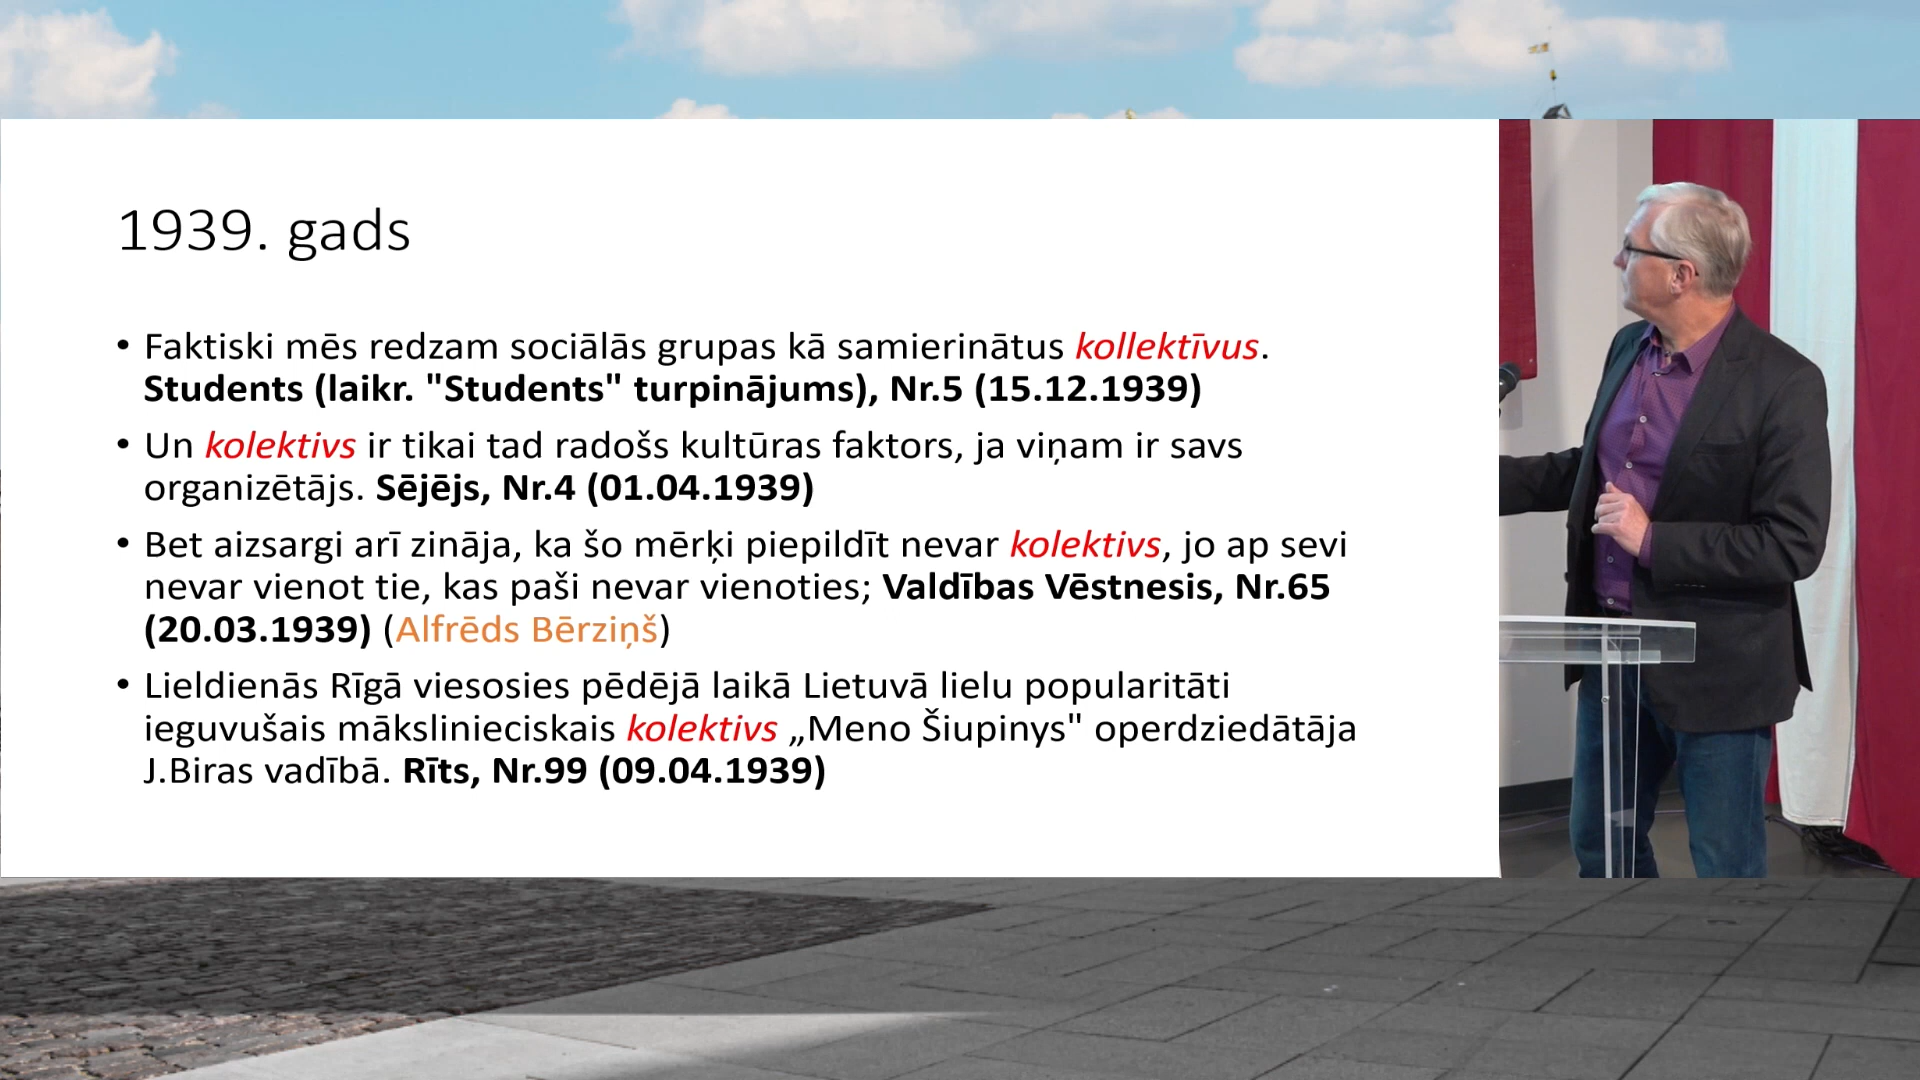 1939. gads
• Faktiski mēs redzam sociālās grupas kā samierinātus kollektīvus.
Students (laikr. "Students" turpinājums), Nr.5 (15.12.1939)
• Un kolektivs ir tikai tad radošs kultūras faktors, ja viņam ir savs
organizētājs. Sējējs, Nr.4 (01.04.1939)
• Bet aizsargi arī zināja, ka šo mērķi piepildīt nevar kolektivs, jo ap sevi
nevar vienot tie, kas paši nevar vienoties; Valdības Vēstnesis, Nr.65
(20.03.1939) (Alfrēds Bērziņš)
• Lieldienās Rīgā viesosies pēdējā laikā Lietuvā lielu popularitāti
ieguvušais mākslinieciskais kolektivs „Meno Šiupinys" operdziedātāja
J.Biras vadībā. Rīts, Nr.99 (09.04.1939)